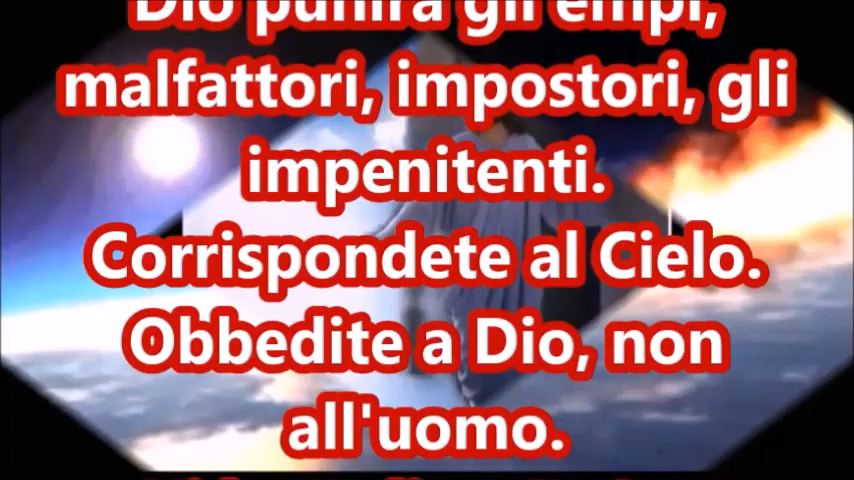 Dio punirà gli empi,
malfattori, impostori, gli
impenitenti.
Corrispondete al Cielo.
Obbedite a Dio, non
all'uomo.